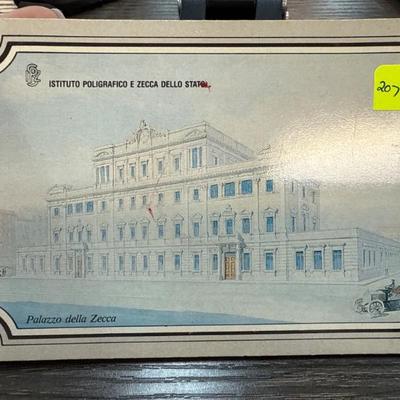 ISTITUTO POLIGRAFICO E ZECCA DELLO STATO
207
Palazzo della Zecca